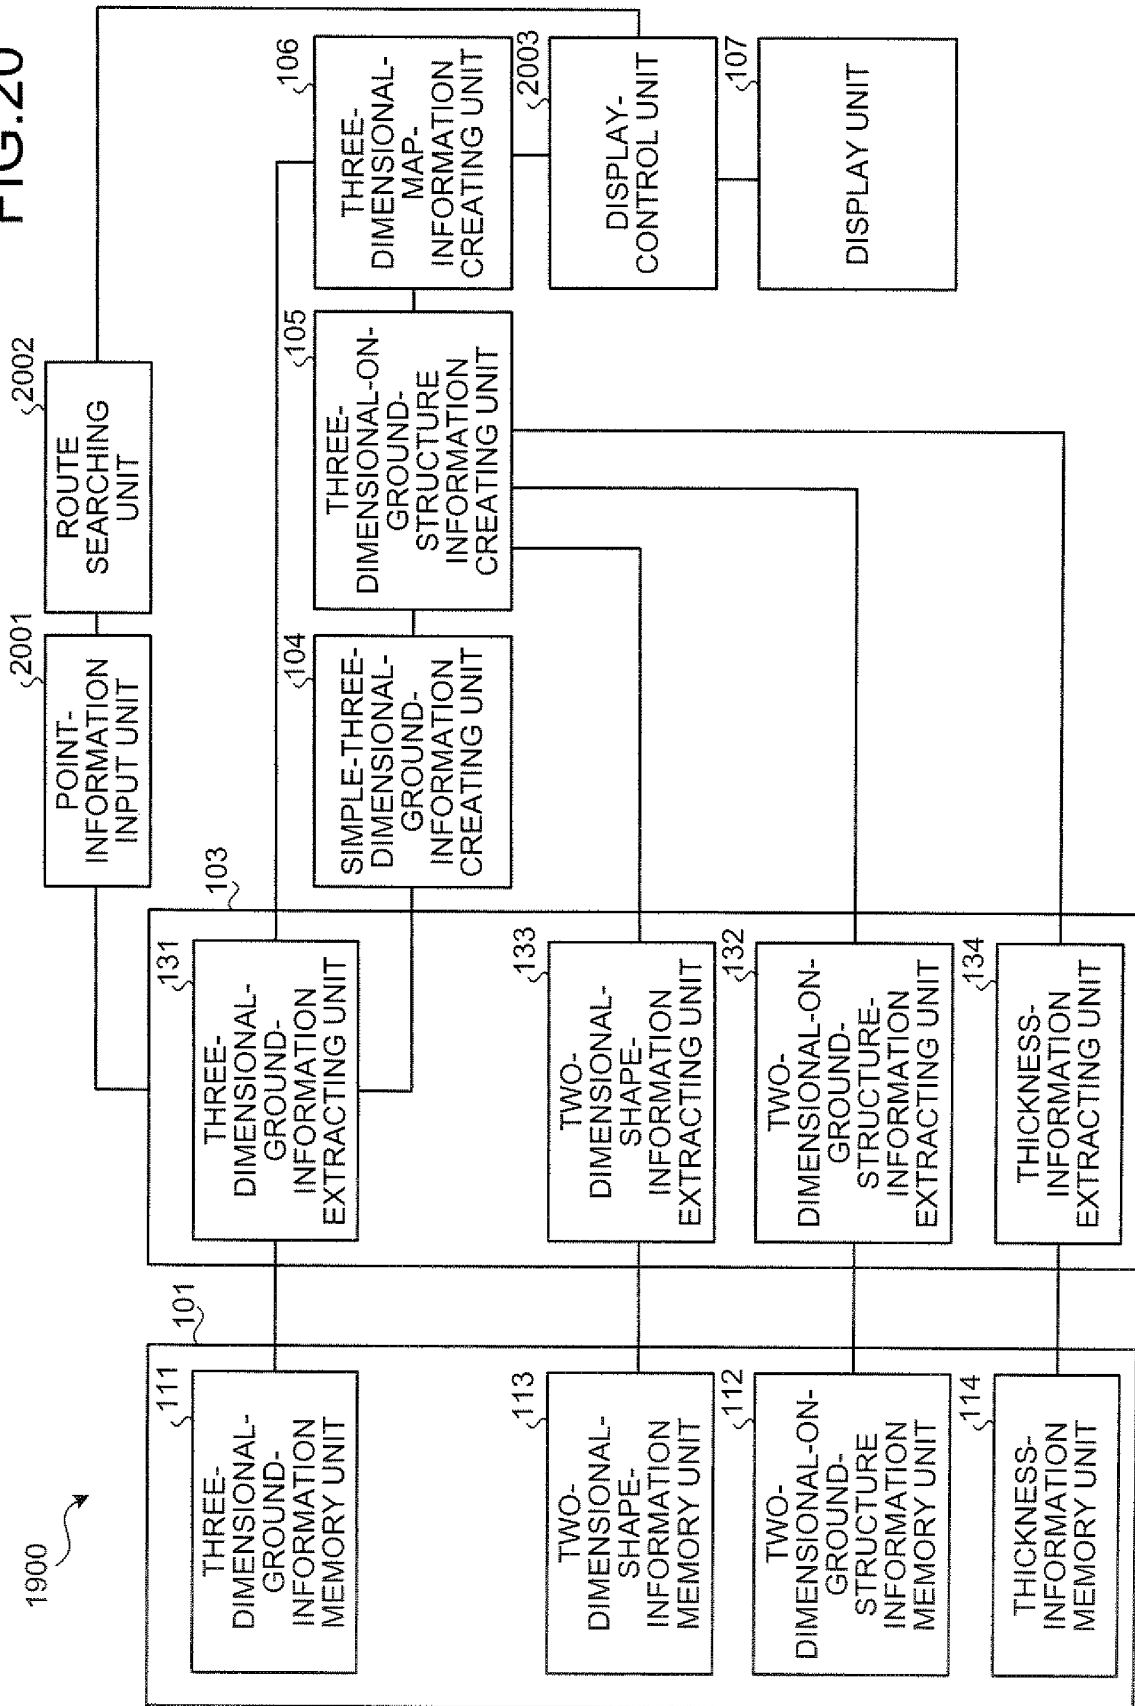 FIG.20
1900
101
111
THREE-
DIMENSIONAL-
GROUND-
INFORMATION
MEMORY UNIT
113
TWO-
DIMENSIONAL-
SHAPE-
INFORMATION
MEMORY UNIT
112
TWO-
DIMENSIONAL-ON-
GROUND-
STRUCTURE
INFORMATION
MEMORY UNIT
114
THICKNESS-
INFORMATION
MEMORY UNIT
103
131
THREE-
DIMENSIONAL-
GROUND-
INFORMATION
EXTRACTING UNIT
133
TWO-
DIMENSIONAL-
SHAPE-
INFORMATION
EXTRACTING UNIT
132
TWO-
DIMENSIONAL-ON-
GROUND-
STRUCTURE-
INFORMATION
EXTRACTING UNIT
134
THICKNESS-
INFORMATION
EXTRACTING UNIT
2001
POINT-
INFORMATION
INPUT UNIT
2002
ROUTE
SEARCHING
UNIT
104
SIMPLE-THREE-
DIMENSIONAL-
GROUND-
INFORMATION
CREATING UNIT
105
THREE-
DIMENSIONAL-ON-
GROUND-
STRUCTURE
INFORMATION
CREATING UNIT
106
THREE-
DIMENSIONAL-
MAP-
INFORMATION
CREATING UNIT
2003
DISPLAY-
CONTROL UNIT
107
DISPLAY UNIT